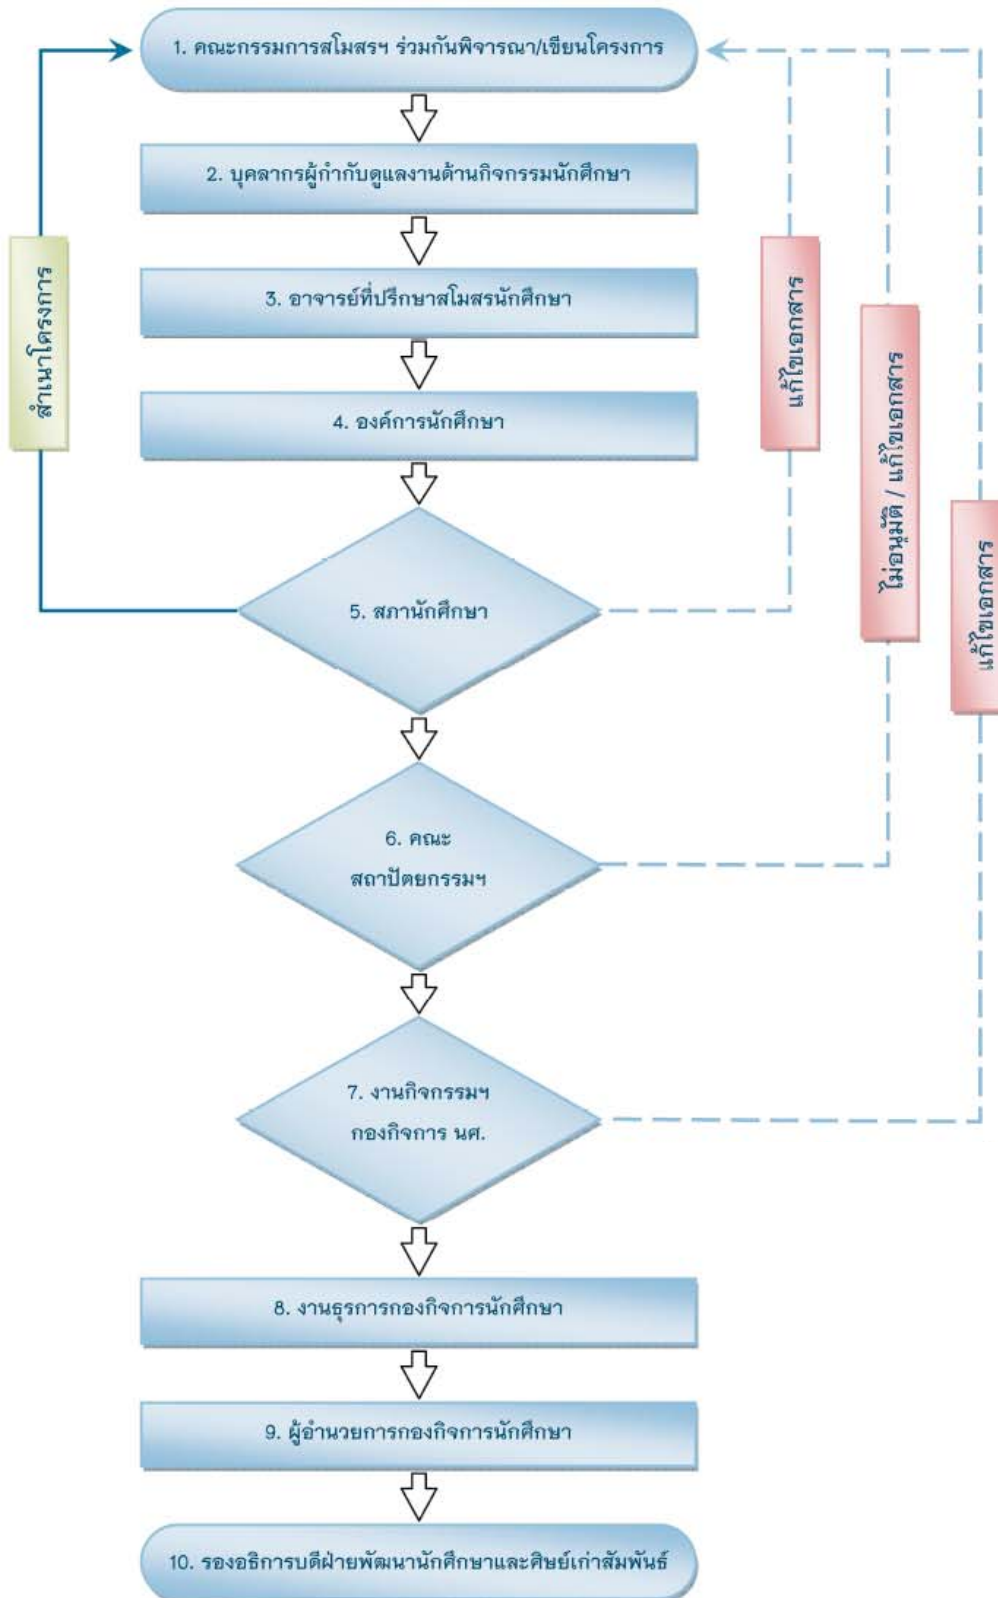 1. คณะกรรมการสโมสรฯ ร่วมกันพิจารณา/เขียนโครงการ
2. บุคลากรผู้กำกับดูแลงานด้านกิจกรรมนักศึกษา
3. อาจารย์ที่ปรึกษาสโมสรนักศึกษา
4. องค์การนักศึกษา
5. สภานักศึกษา
6. คณะ
สถาปัตยกรรมฯ
7. งานกิจกรรมฯ
กองกิจการ นศ.
8. งานธุรการกองกิจการนักศึกษา
9. ผู้อำนวยการกองกิจการนักศึกษา
10. รองอธิการบดีฝ่ายพัฒนานักศึกษาและศิษย์เก่าสัมพันธ์
สำเนาโครงการ
แก้ไขเอกสาร
ไม่อนุมัติ / แก้ไขเอกสาร
แก้ไขเอกสาร